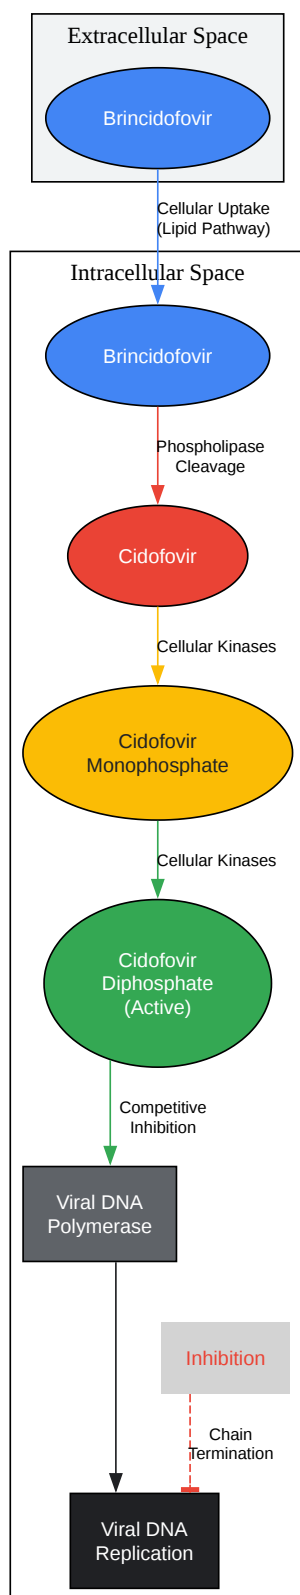 Extracellular Space
Brincidofovir
Cellular Uptake
(Lipid Pathway)
Intracellular Space
Brincidofovir
Phospholipase
Cleavage
Cidofovir
Cellular Kinases
Cidofovir
Monophosphate
Cellular Kinases
Cidofovir
Diphosphate
(Active)
Competitive
Inhibition
Viral DNA
Polymerase
Inhibition
Chain
Termination
Viral DNA
Replication